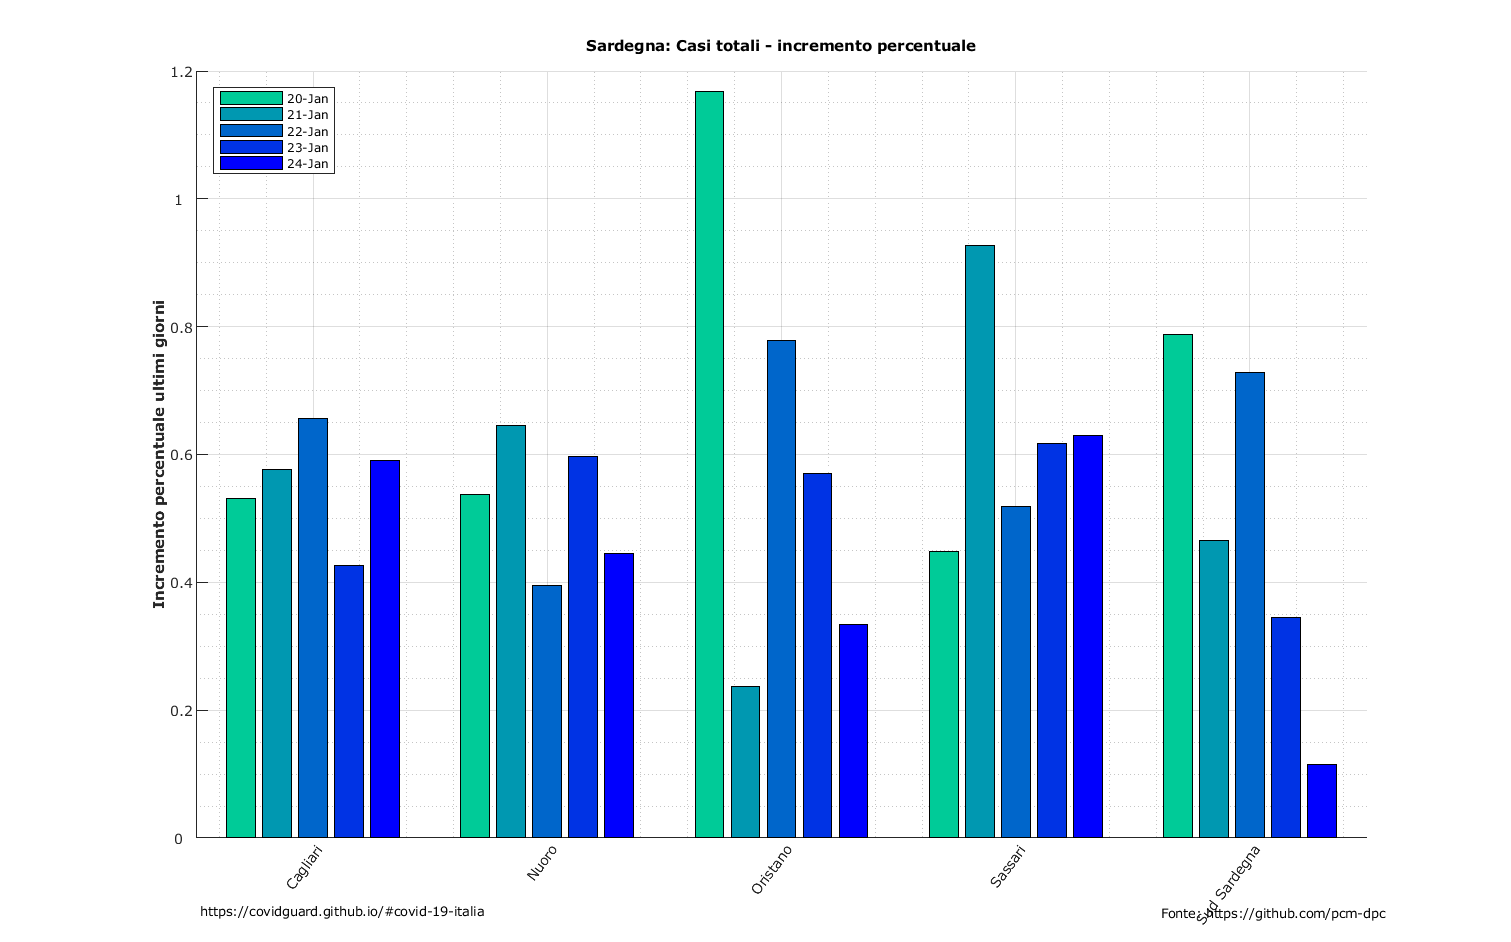 Sardegna: Casi totali - incremento percentuale
1.2
1
0.8
0.6
0.4
0.2
0
Incremento percentuale ultimi giorni
20-Jan
21-Jan
22-Jan
23-Jan
24-Jan
Cagliari
Nuoro
Oristano
Sassari
Sud Sardegna
https://covidguard.github.io/#covid-19-italia
Fonte: https://github.com/pcm-dpc